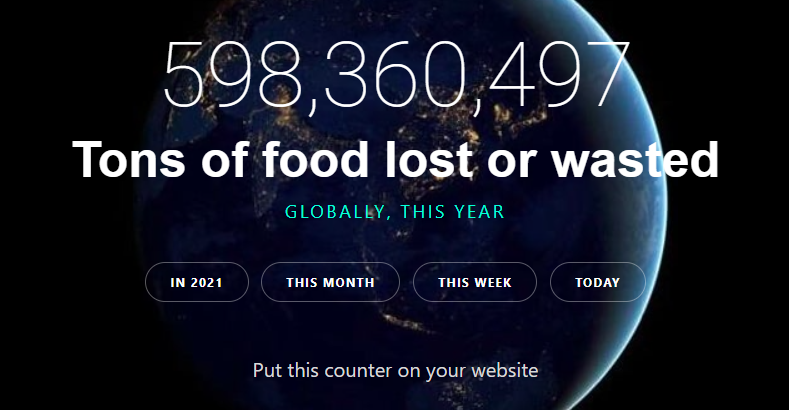 598,360,497
Tons of food lost or wasted
GLOBALLY, THIS YEAR
IN 2021 THIS MONTH THIS WEEK TODAY
Put this counter on your website